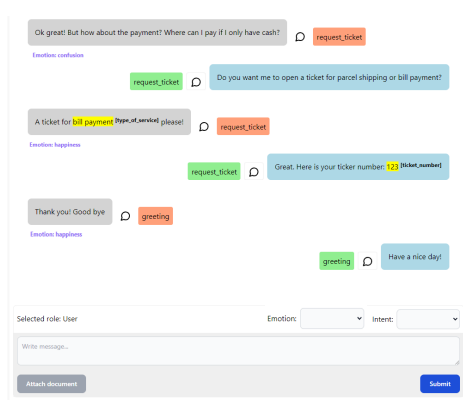 Ok great! But how about the payment? Where can I pay if I only have cash? request_ticket
Emotion: confusion
request_ticket Do you want me to open a ticket for parcel shipping or bill payment?
A ticket for bill payment [type_of_service] please! request_ticket
Emotion: happiness
request_ticket Great. Here is your ticker number: 123 [ticket_number]
Thank you! Good bye greeting
Emotion: happiness
greeting Have a nice day!
Selected role: User Emotion: Intent:
Write message...
Attach document Submit